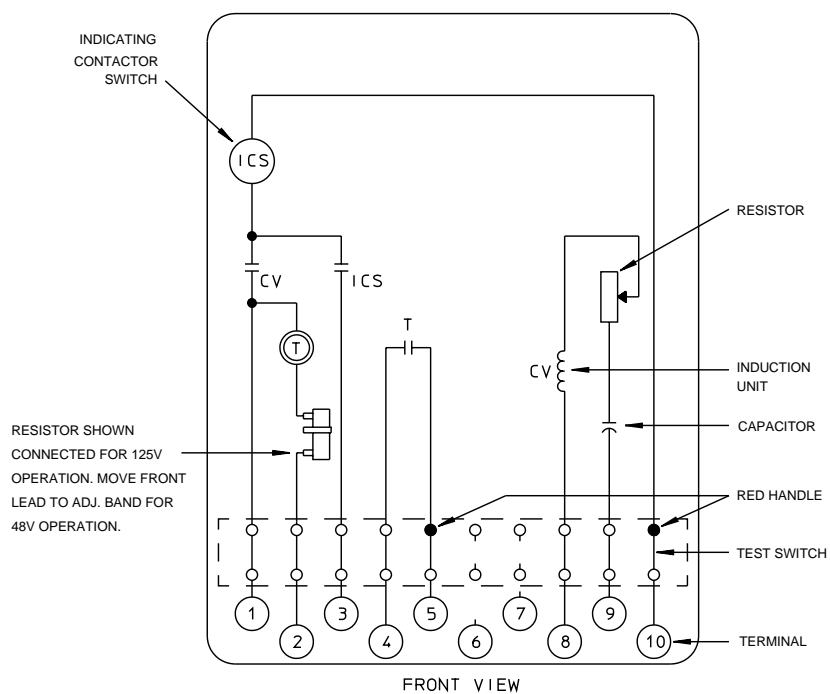 INDICATING
CONTACTOR
SWITCH
ICS
RESISTOR
CV
ICS
T
T
CV
INDUCTION
UNIT
CAPACITOR
RESISTOR SHOWN
CONNECTED FOR 125V
OPERATION. MOVE FRONT
LEAD TO ADJ. BAND FOR
48V OPERATION.
RED HANDLE
TEST SWITCH
1
2
3
4
5
6
7
8
9
10
TERMINAL
FRONT VIEW